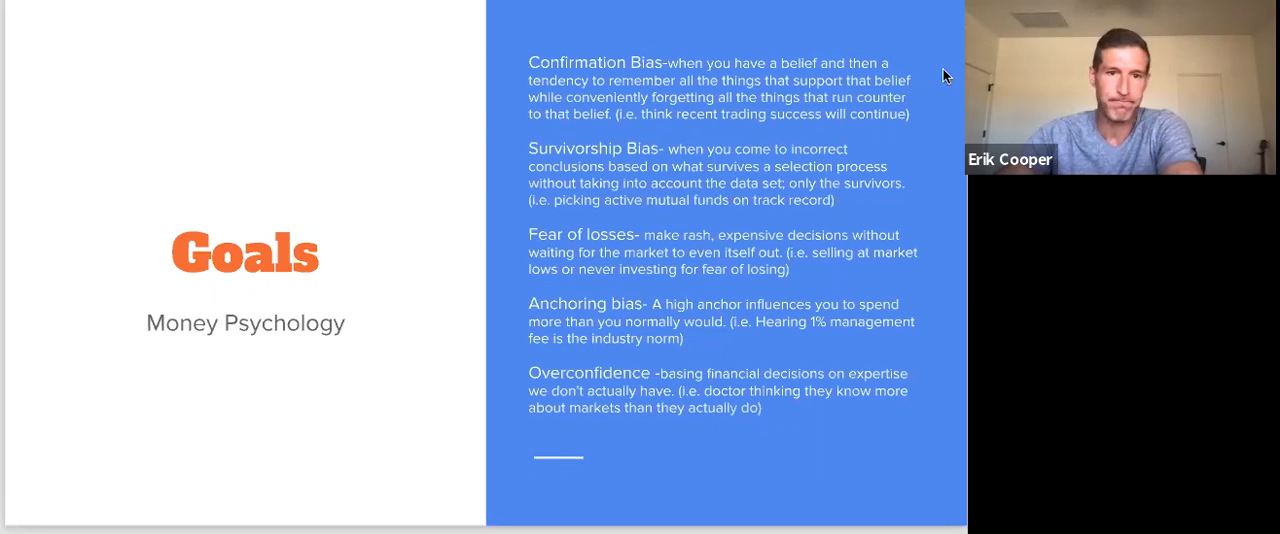 Goals
Money Psychology
Confirmation Bias-when you have a belief and then a
tendency to remember all the things that support that belief
while conveniently forgetting all the things that run counter
to that belief. (i.e. think recent trading success will continue)
Survivorship Bias- when you come to incorrect
conclusions based on what survives a selection process
without taking into account the data set; only the survivors.
(i.e. picking active mutual funds on track record)
Fear of losses- make rash, expensive decisions without
waiting for the market to even itself out. (i.e. selling at market
lows or never investing for fear of losing)
Anchoring bias- A high anchor influences you to spend
more than you normally would. (i.e. Hearing 1% management
fee is the industry norm)
Overconfidence -basing financial decisions on expertise
we don't actually have. (i.e. doctor thinking they know more
about markets than they actually do)
Erik Cooper